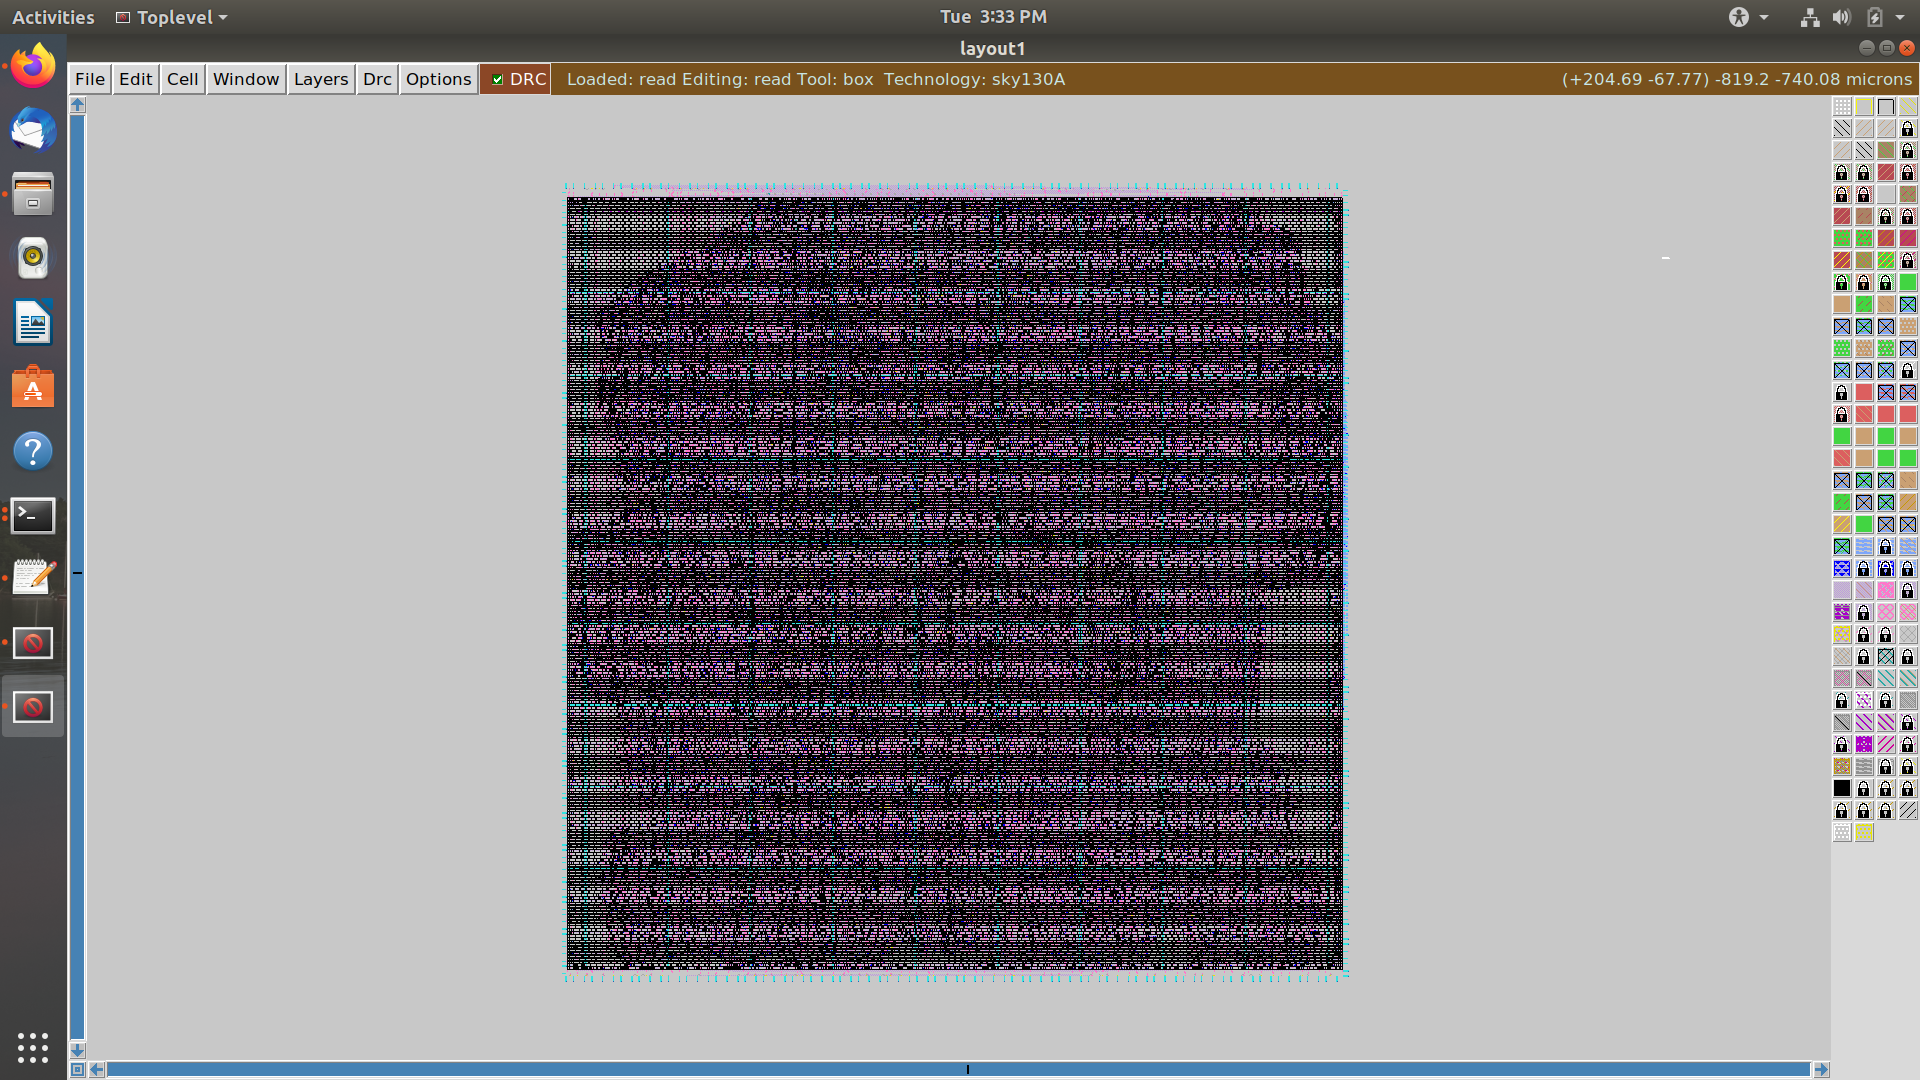 Activities Toplevel Tue 3:33 PM
layout1
File Edit Cell Window Layers Drc Options DRC Loaded: read Editing: read Tool: box Technology: sky130A (+204.69 -67.77) -819.2 -740.08 microns